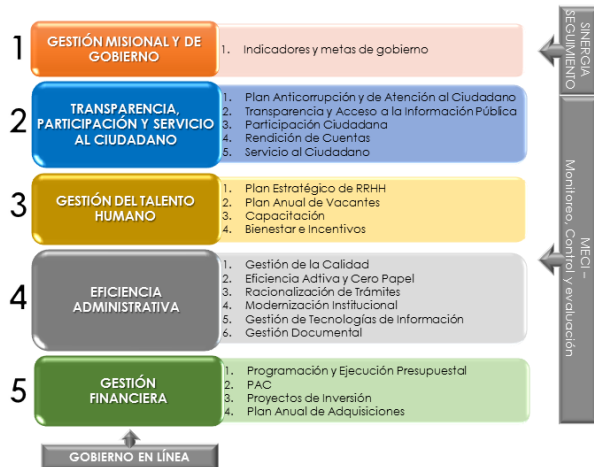 1
GESTIÓN MISIONAL Y DE
GOBIERNO
1. Indicadores y metas de gobierno
2
TRANSPARENCIA,
PARTICIPACIÓN Y SERVICIO
AL CIUDADANO
1. Plan Anticorrupción y de Atención al Ciudadano
2. Transparencia y Acceso a la Información Pública
3. Participación Ciudadana
4. Rendición de Cuentas
5. Servicio al Ciudadano
3
GESTIÓN DEL TALENTO
HUMANO
1. Plan Estratégico de RRHH
2. Plan Anual de Vacantes
3. Capacitación
4. Bienestar e Incentivos
4
EFICIENCIA
ADMINISTRATIVA
1. Gestión de la Calidad
2. Eficiencia Adtiva y Cero Papel
3. Racionalización de Trámites
4. Modernización Institucional
5. Gestión de Tecnologías de Información
6. Gestión Documental
5
GESTIÓN
FINANCIERA
1. Programación y Ejecución Presupuestal
2. PAC
3. Proyectos de Inversión
4. Plan Anual de Adquisiciones
GOBIERNO EN LÍNEA
SINERGIA
SEGUIMIENTO
MECI –
Monitoreo, Control y evaluación